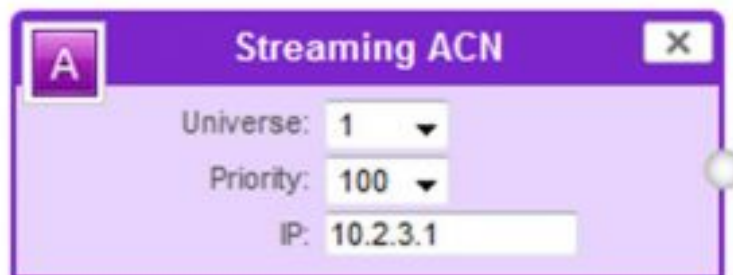 A
Streaming ACN
Universe: 1
Priority: 100
IP: 10.2.3.1